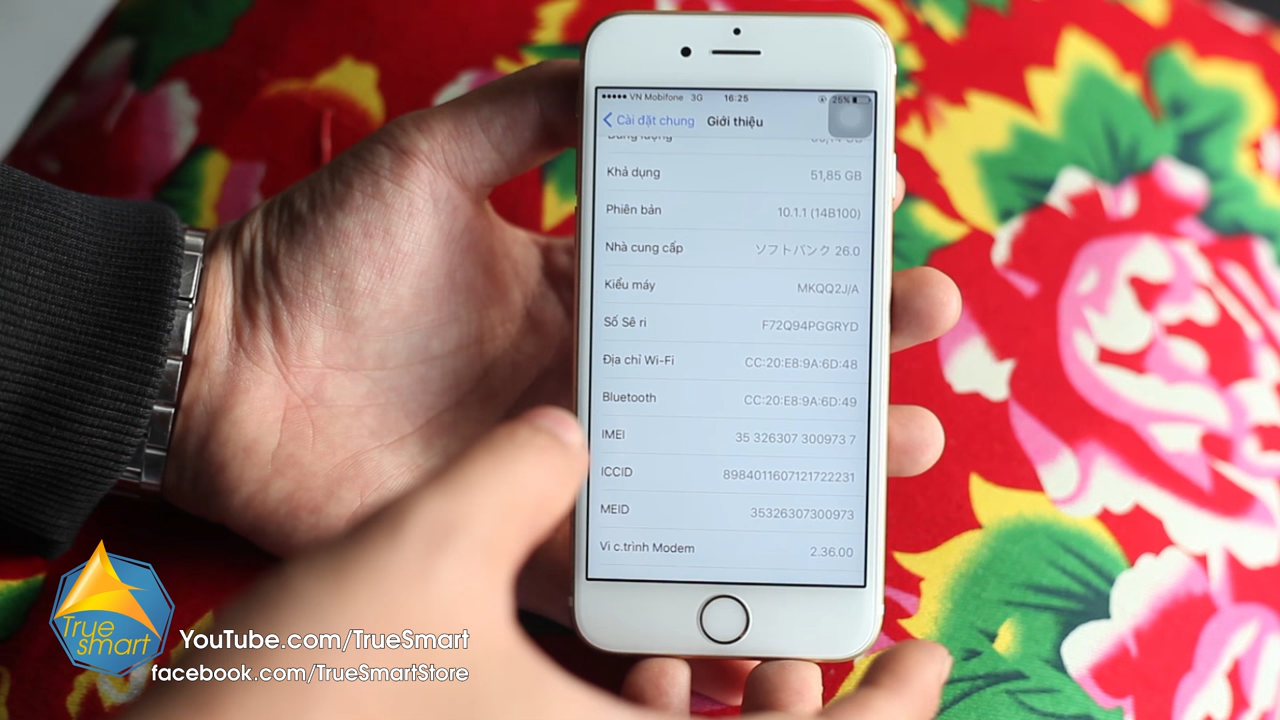 VN Mobifone 3G 16:25 25%
Cài đặt chung Giới thiệu
Khả dụng 51,85 GB
Phiên bản 10.1.1 (14B100)
Nhà cung cấp ソフトバンク 26.0
Kiểu máy MKQQ2J/A
Số Sê ri F72Q94PGGRYD
Địa chỉ Wi-Fi CC:20:E8:9A:6D:48
Bluetooth CC:20:E8:9A:6D:49
IMEI 35 326307 300973 7
ICCID 8984011607121722231
MEID 35326307300973
Vi c.trình Modem 2.36.00
True smart
YouTube.com/TrueSmart
facebook.com/TrueSmartStore